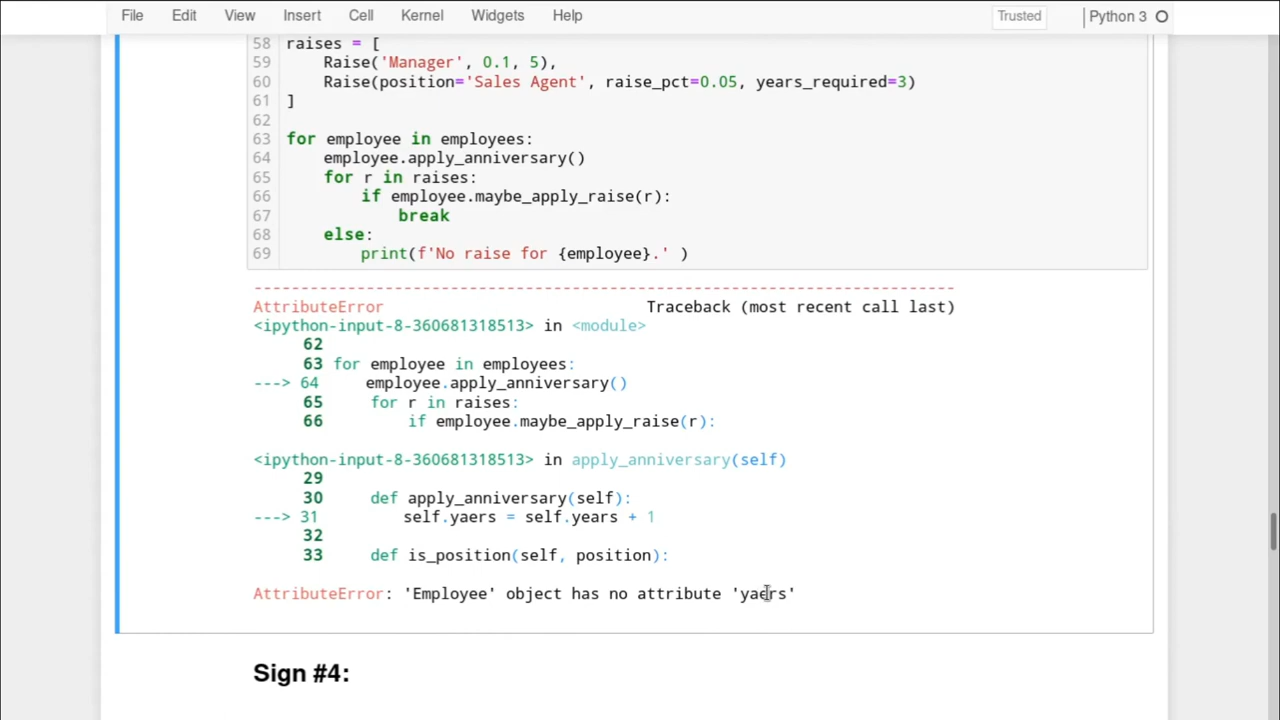 File Edit View Insert Cell Kernel Widgets Help Trusted Python 3
58 raises = [
59     Raise('Manager', 0.1, 5),
60     Raise(position='Sales Agent', raise_pct=0.05, years_required=3)
61 ]
62
63 for employee in employees:
64     employee.apply_anniversary()
65     for r in raises:
66         if employee.maybe_apply_raise(r):
67             break
68     else:
69         print(f'No raise for {employee}.' )
---------------------------------------------------------------------------
AttributeError                            Traceback (most recent call last)
<ipython-input-8-360681318513> in <module>
     62
     63 for employee in employees:
---> 64     employee.apply_anniversary()
     65     for r in raises:
     66         if employee.maybe_apply_raise(r):
<ipython-input-8-360681318513> in apply_anniversary(self)
     29
     30     def apply_anniversary(self):
---> 31         self.yaers = self.years + 1
     32
     33     def is_position(self, position):
AttributeError: 'Employee' object has no attribute 'yaers'
Sign #4: